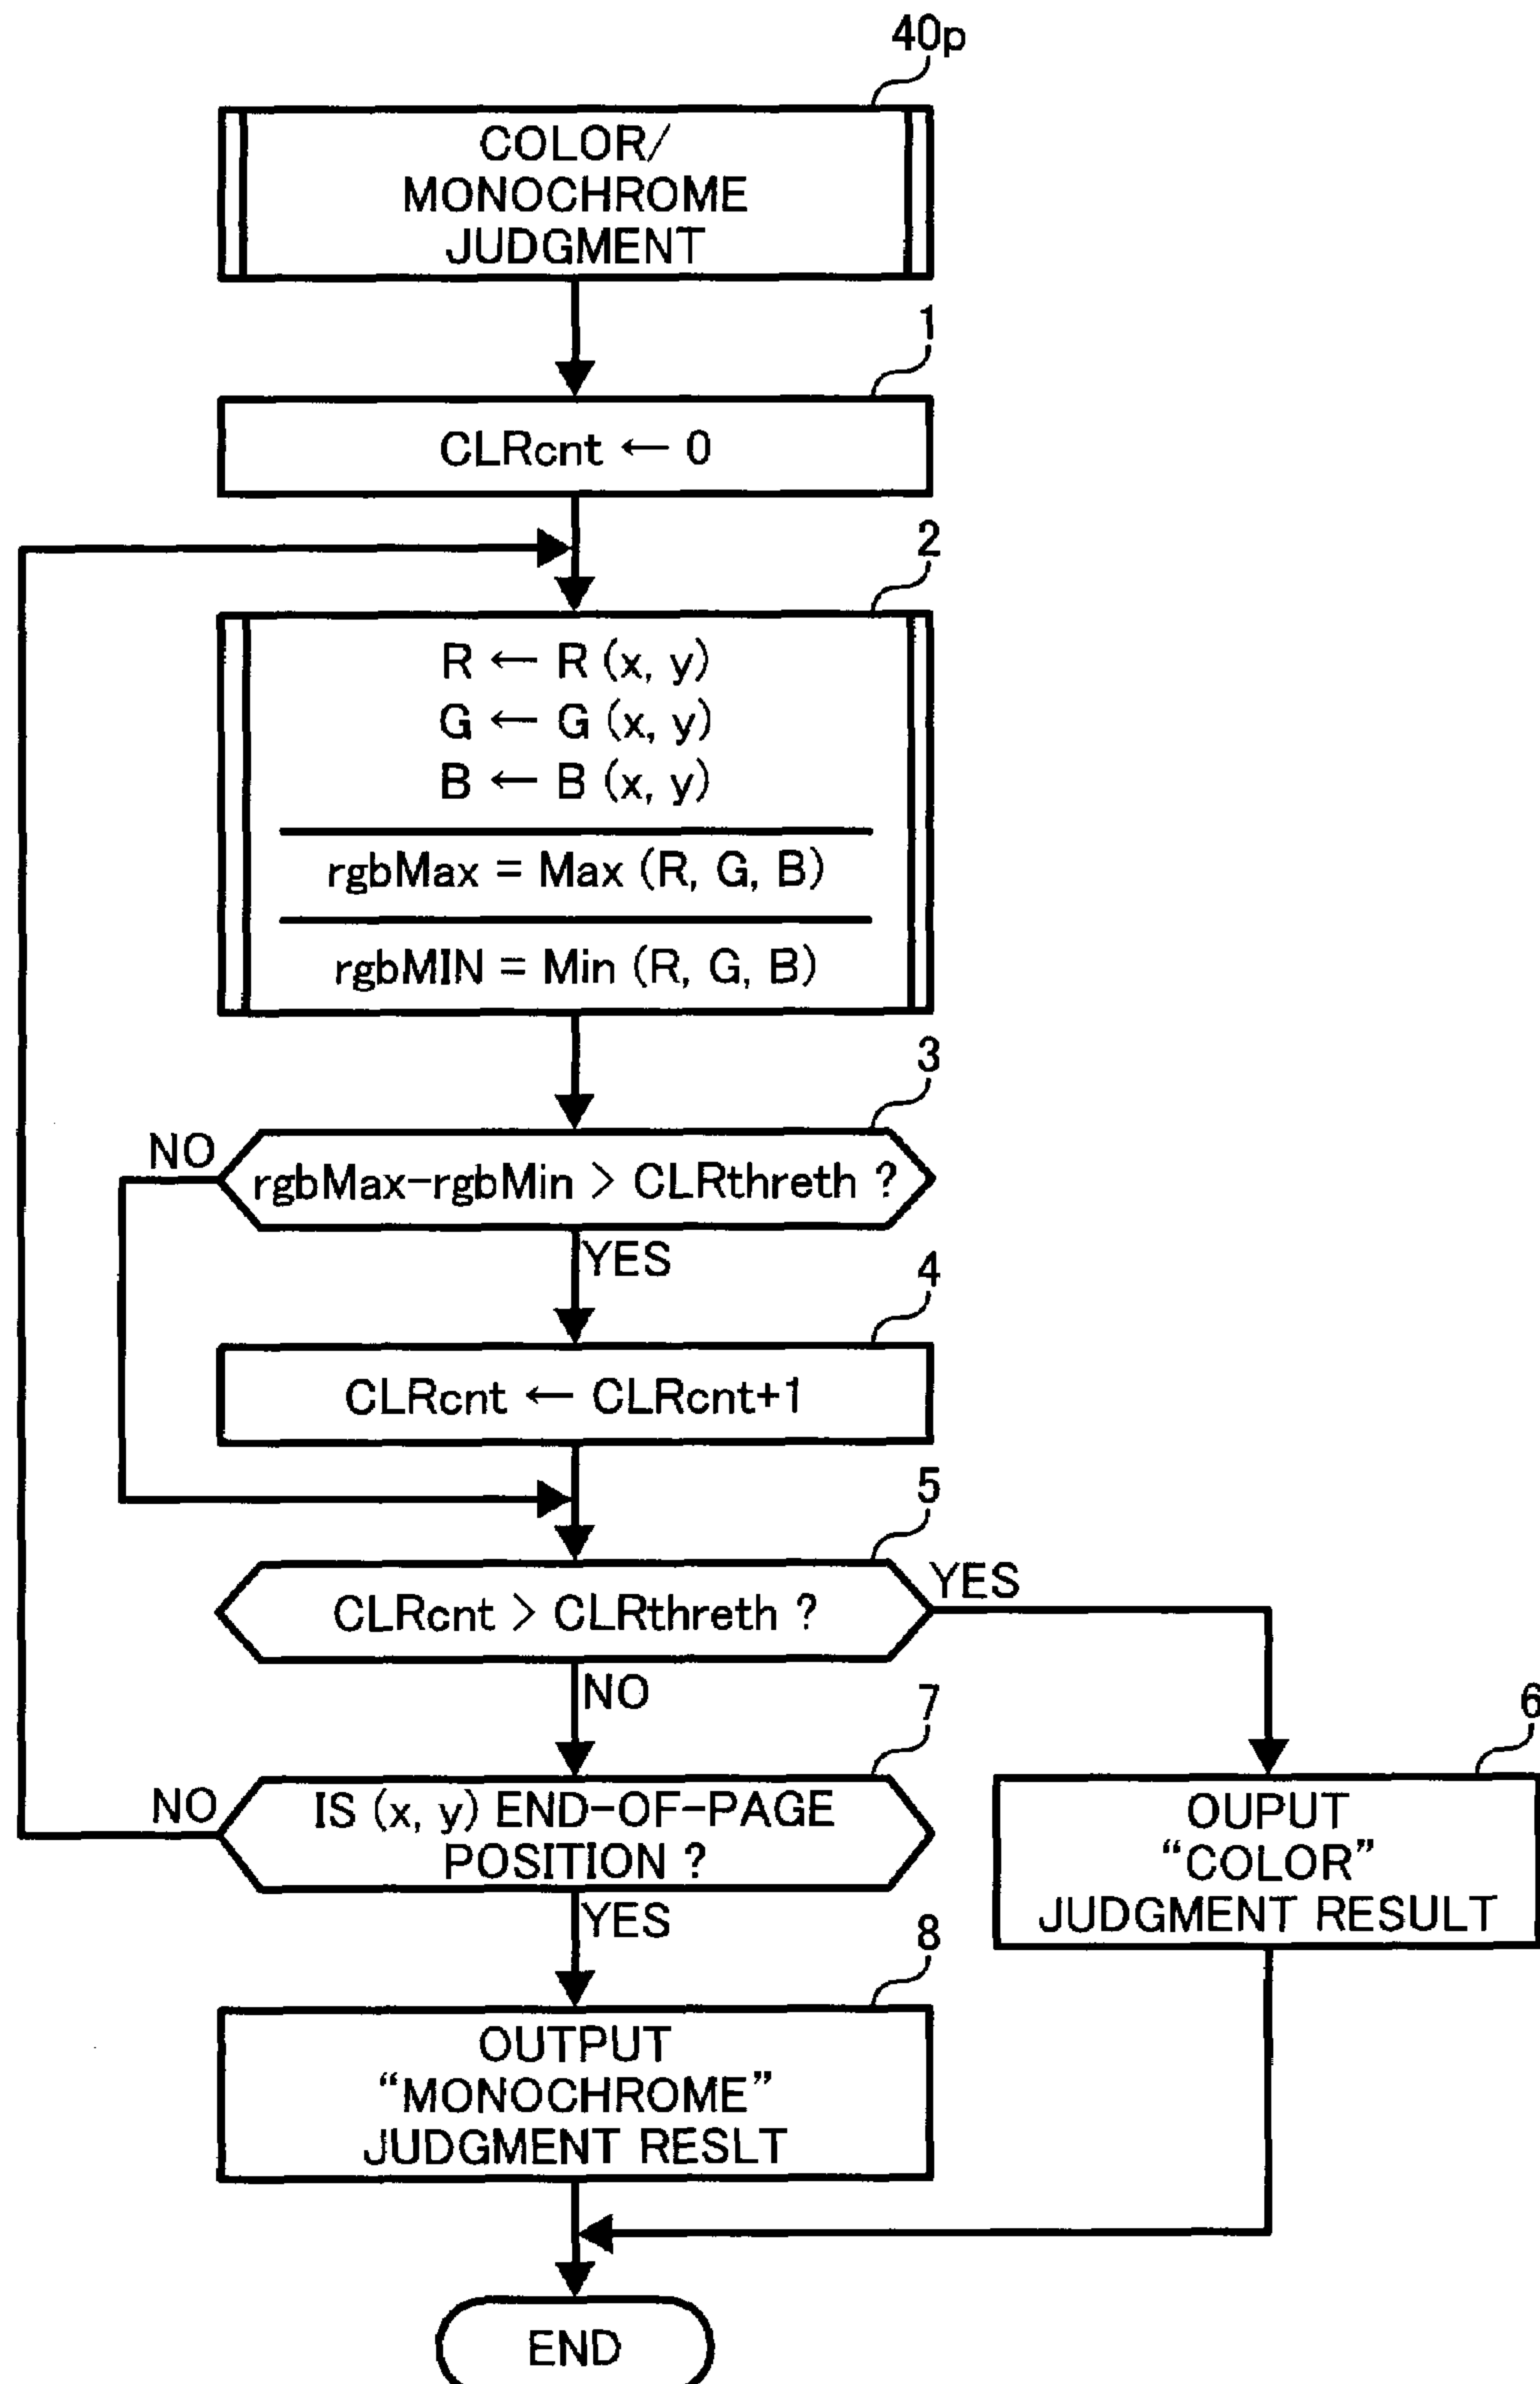 40p
COLOR/
MONOCHROME
JUDGMENT
1
CLRcnt ← 0
2
R ← R (x, y)
G ← G (x, y)
B ← B (x, y)
rgbMax = Max (R, G, B)
rgbMIN = Min (R, G, B)
3
NO
rgbMax-rgbMin > CLRthreth ?
YES
4
CLRcnt ← CLRcnt+1
5
CLRcnt > CLRthreth ?
YES
NO
7
6
NO
IS (x, y) END-OF-PAGE
POSITION ?
YES
OUPUT
“COLOR”
JUDGMENT RESULT
8
OUTPUT
“MONOCHROME”
JUDGMENT RESLT
END